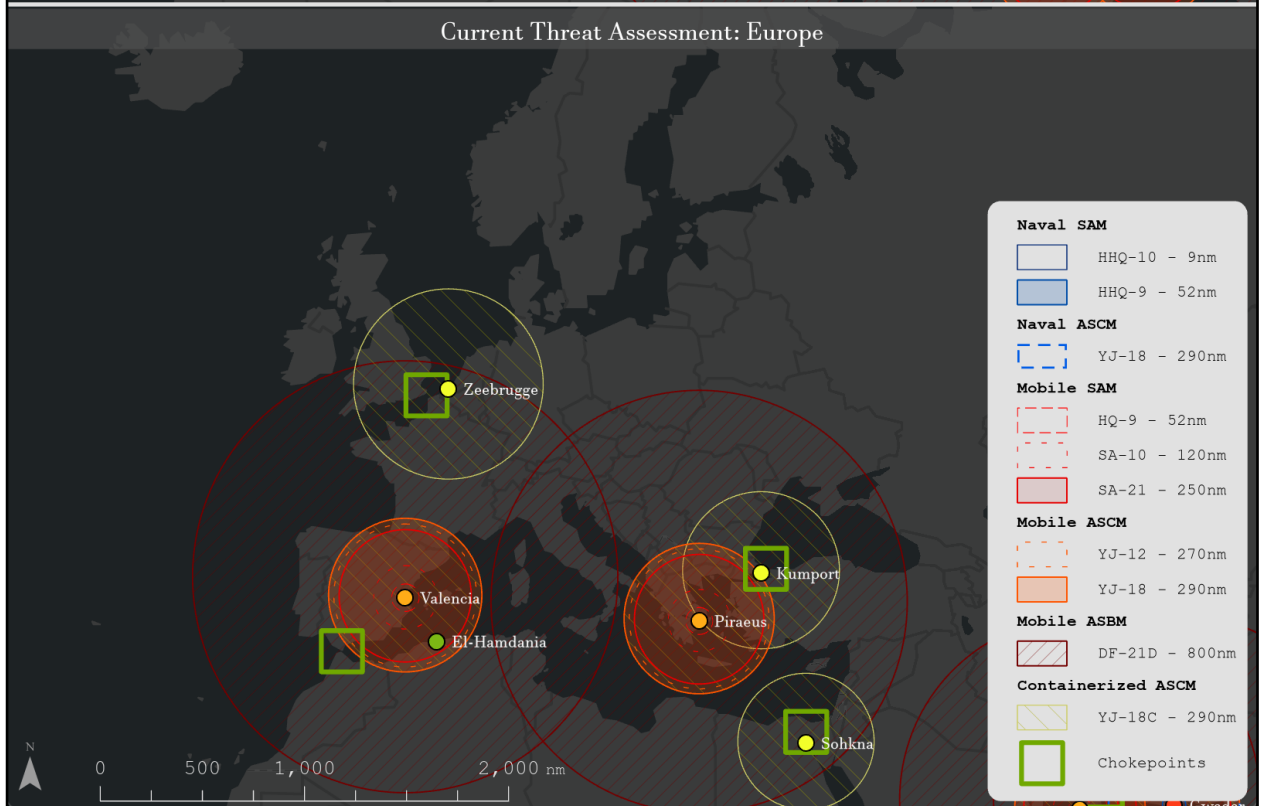 Current Threat Assessment: Europe
Naval SAM
HHQ-10 - 9nm
HHQ-9 - 52nm
Naval ASCM
YJ-18 - 290nm
Mobile SAM
HQ-9 - 52nm
SA-10 - 120nm
SA-21 - 250nm
Mobile ASCM
YJ-12 - 270nm
YJ-18 - 290nm
Mobile ASBM
DF-21D - 800nm
Containerized ASCM
YJ-18C - 290nm
Chokepoints
Zeebrugge
Kumport
Valencia
Piraeus
El-Hamdania
Sohkna
N
0 500 1,000 2,000 nm